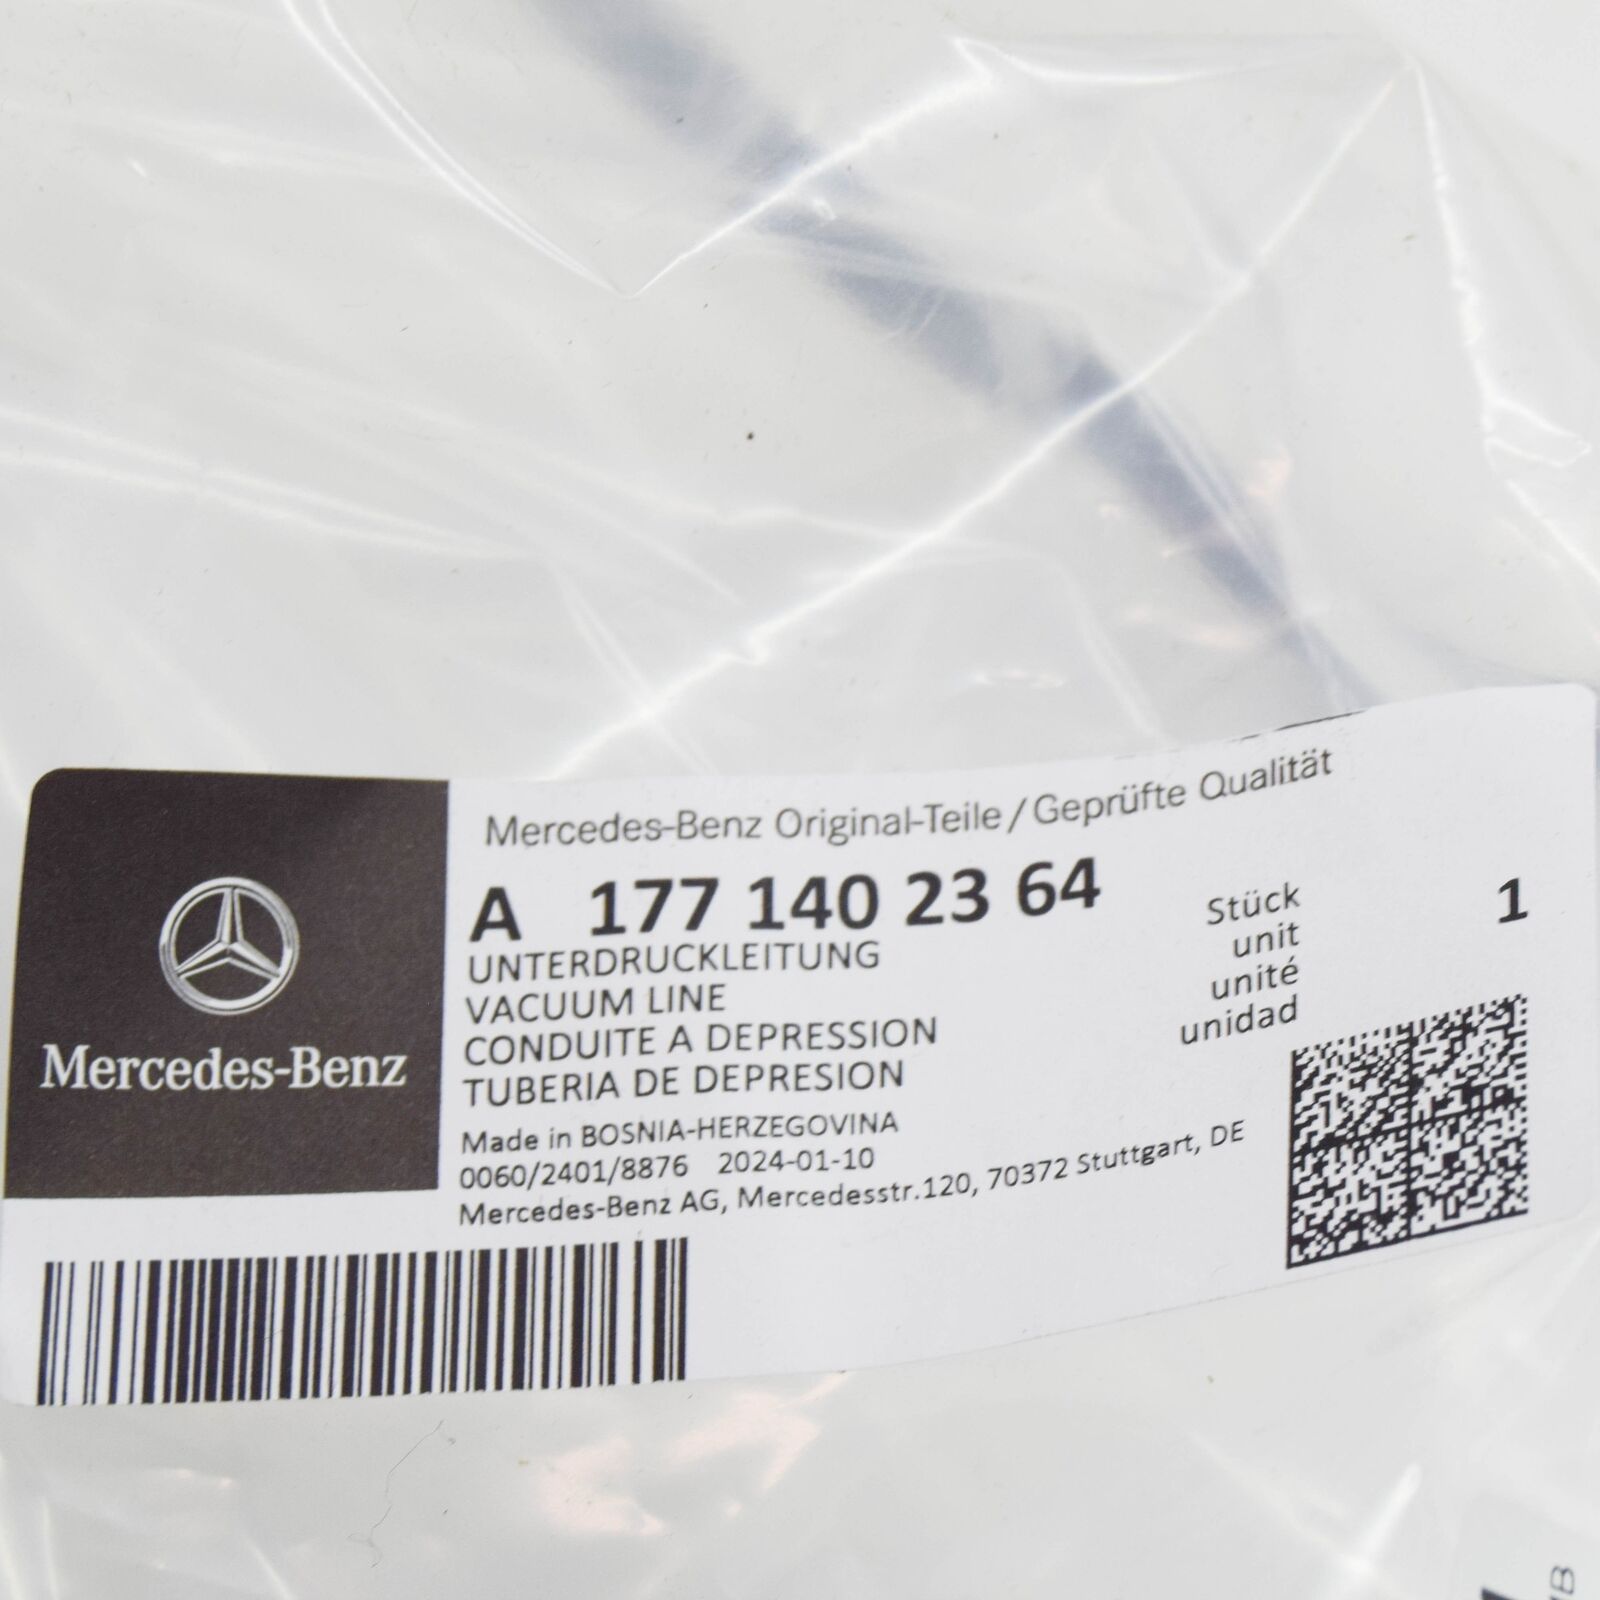 Mercedes-Benz Original-Teile / Geprüfte Qualität
A 177 140 23 64
UNTERDRUCKLEITUNG
VACUUM LINE
CONDUITE A DEPRESSION
TUBERIA DE DEPRESION
Stück 1
unit
unité
unidad
Made in BOSNIA-HERZEGOVINA
0060/2401/8876 2024-01-10
Mercedes-Benz AG, Mercedesstr.120, 70372 Stuttgart, DE
Mercedes-Benz